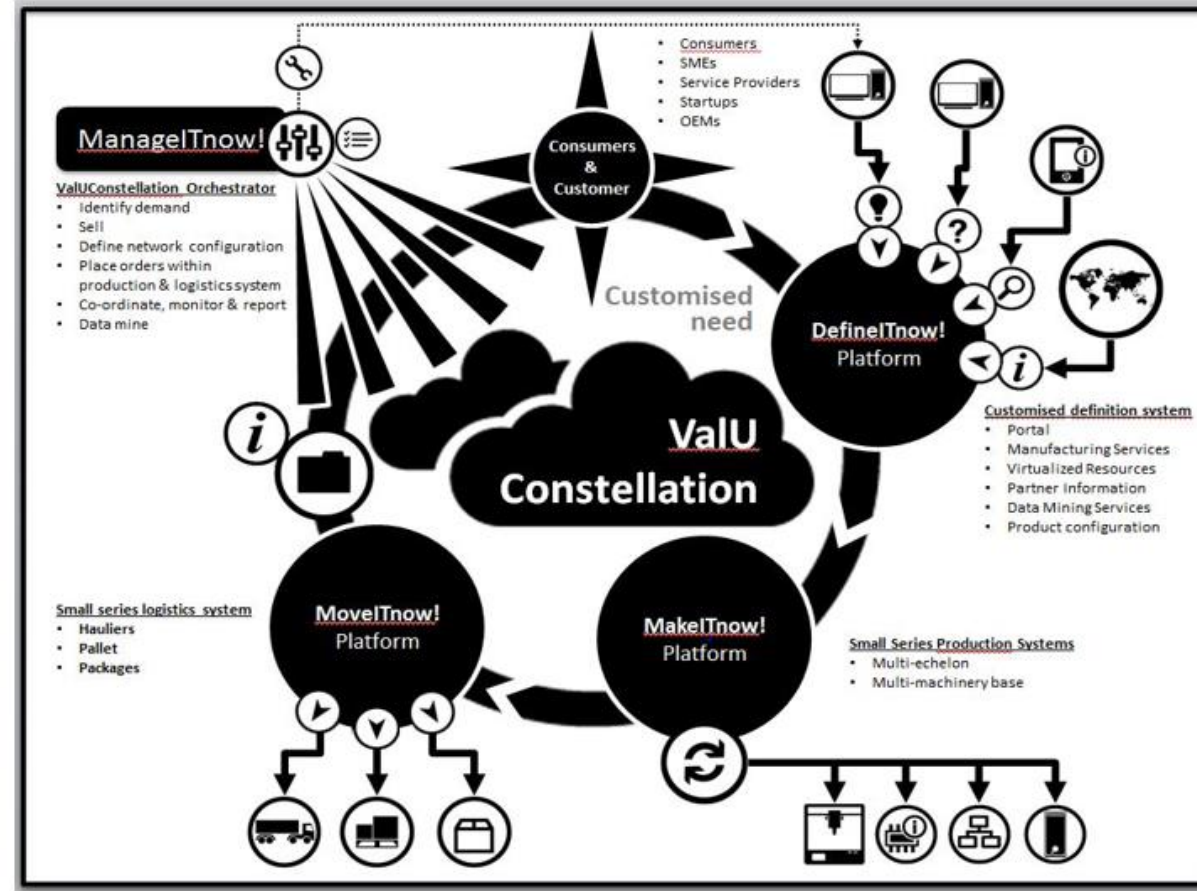 ManageITnow!
ValUConstellation Orchestrator
• Identify demand
• Sell
• Define network configuration
• Place orders within
production & logistics system
• Co-ordinate, monitor & report
• Data mine
• Consumers
• SMEs
• Service Providers
• Startups
• OEMs
Consumers
&
Customer
?
i
Customised
need
DefineITnow!
Platform
i
Customised definition system
• Portal
• Manufacturing Services
• Virtualized Resources
• Partner Information
• Data Mining Services
• Product configuration
i
ValU
Constellation
Small series logistics system
• Hauliers
• Pallet
• Packages
MoveITnow!
Platform
MakeITnow!
Platform
Small Series Production Systems
• Multi-echelon
• Multi-machinery base
i